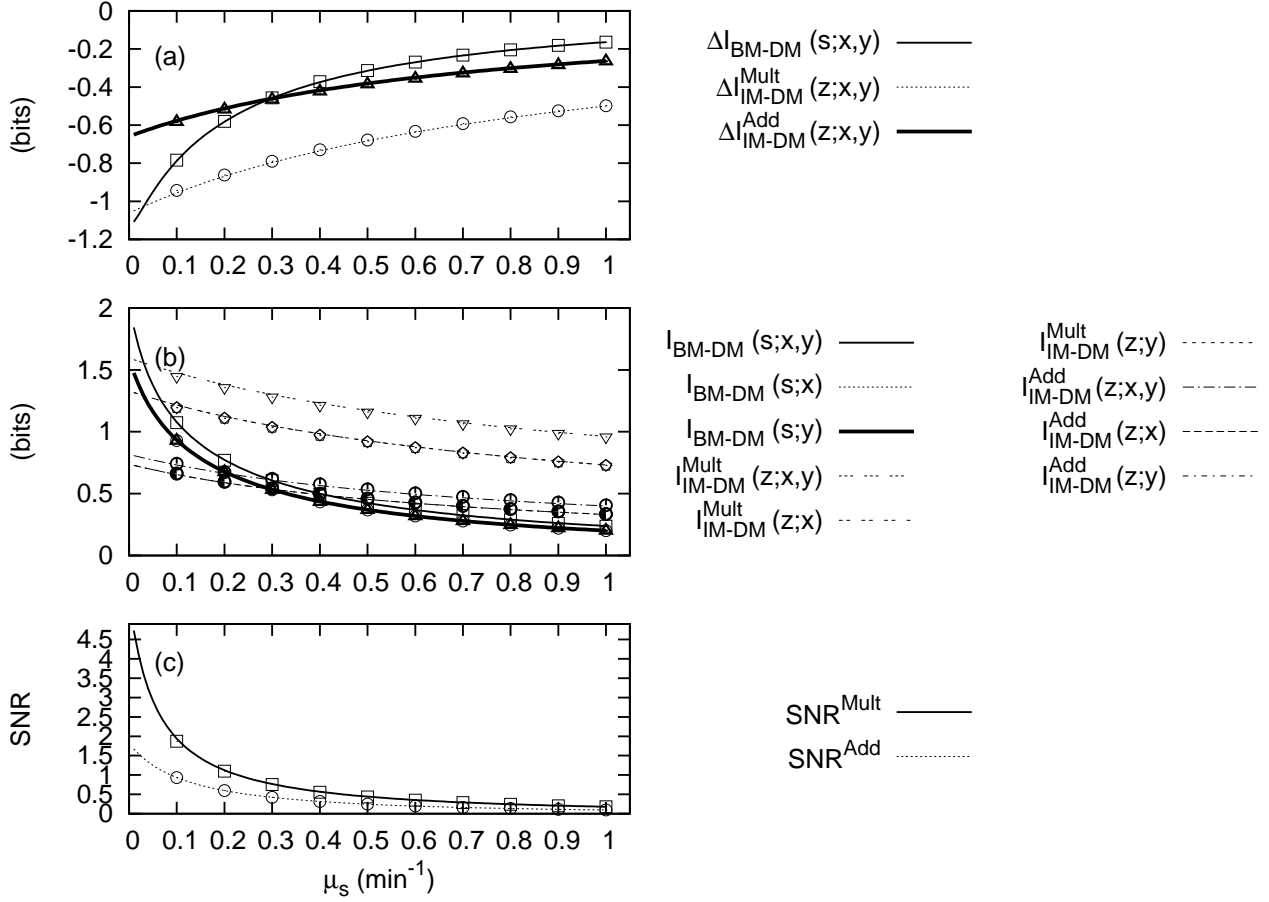 0
-0.2
-0.4
-0.6
-0.8
-1
-1.2
(bits)
(a)
0 0.1 0.2 0.3 0.4 0.5 0.6 0.7 0.8 0.9 1
ΔI_BM-DM (s;x,y)
ΔI^Mult_IM-DM (z;x,y)
ΔI^Add_IM-DM (z;x,y)
2
1.5
1
0.5
0
(bits)
(b)
0 0.1 0.2 0.3 0.4 0.5 0.6 0.7 0.8 0.9 1
I_BM-DM (s;x,y)
I_BM-DM (s;x)
I_BM-DM (s;y)
I^Mult_IM-DM (z;x,y)
I^Mult_IM-DM (z;x)
I^Mult_IM-DM (z;y)
I^Add_IM-DM (z;x,y)
I^Add_IM-DM (z;x)
I^Add_IM-DM (z;y)
4.5
4
3.5
3
2.5
2
1.5
1
0.5
0
SNR
(c)
0 0.1 0.2 0.3 0.4 0.5 0.6 0.7 0.8 0.9 1
μ_s (min^-1)
SNR^Mult
SNR^Add